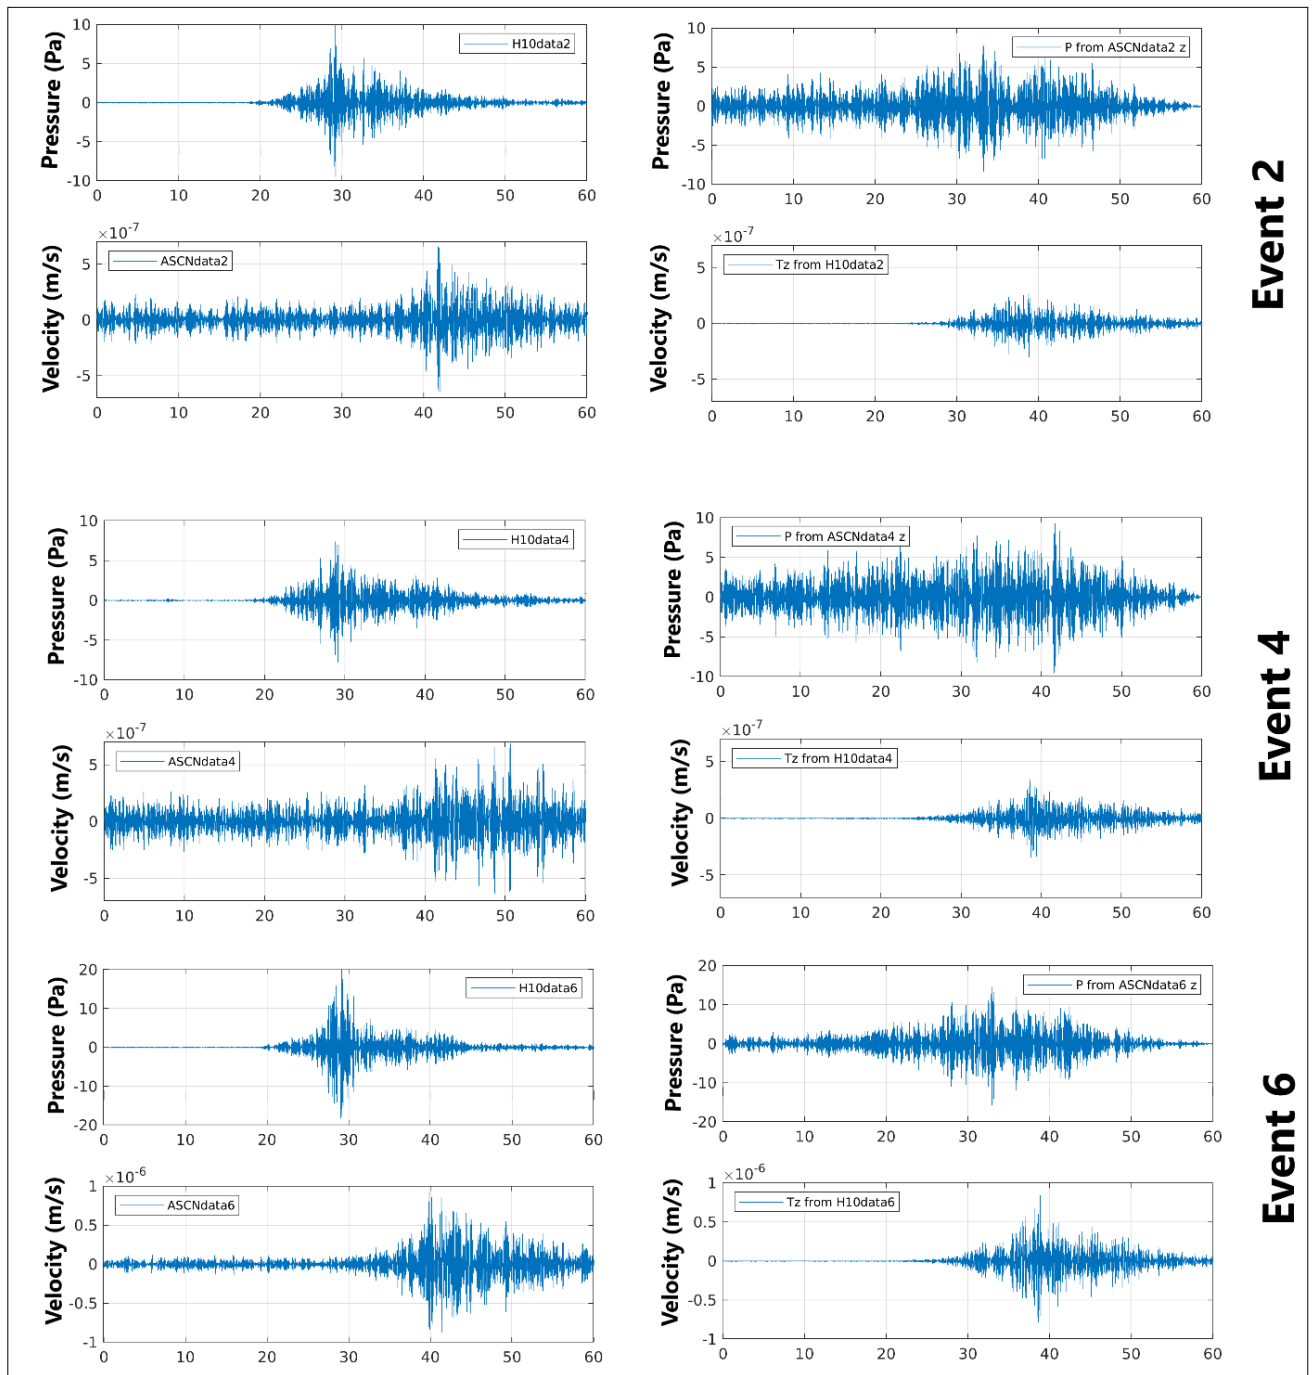 Event 2
Pressure (Pa)
10
5
0
-5
-10
H10data2
0 10 20 30 40 50 60
Pressure (Pa)
10
5
0
-5
-10
P from ASCNdata2 z
0 10 20 30 40 50 60
Velocity (m/s)
×10-7
5
0
-5
ASCNdata2
0 10 20 30 40 50 60
Velocity (m/s)
×10-7
5
0
-5
Tz from H10data2
0 10 20 30 40 50 60
Event 4
Pressure (Pa)
10
5
0
-5
-10
H10data4
0 10 20 30 40 50 60
Pressure (Pa)
10
5
0
-5
-10
P from ASCNdata4 z
0 10 20 30 40 50 60
Velocity (m/s)
×10-7
5
0
-5
ASCNdata4
0 10 20 30 40 50 60
Velocity (m/s)
×10-7
5
0
-5
Tz from H10data4
0 10 20 30 40 50 60
Event 6
Pressure (Pa)
20
10
0
-10
-20
H10data6
0 10 20 30 40 50 60
Pressure (Pa)
20
10
0
-10
-20
P from ASCNdata6 z
0 10 20 30 40 50 60
Velocity (m/s)
×10-6
1
0.5
0
-0.5
-1
ASCNdata6
0 10 20 30 40 50 60
Velocity (m/s)
×10-6
1
0.5
0
-0.5
-1
Tz from H10data6
0 10 20 30 40 50 60